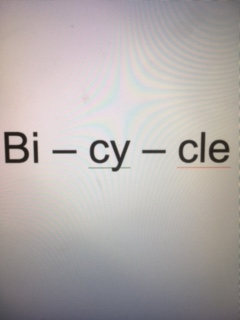 Bi – cy – cle